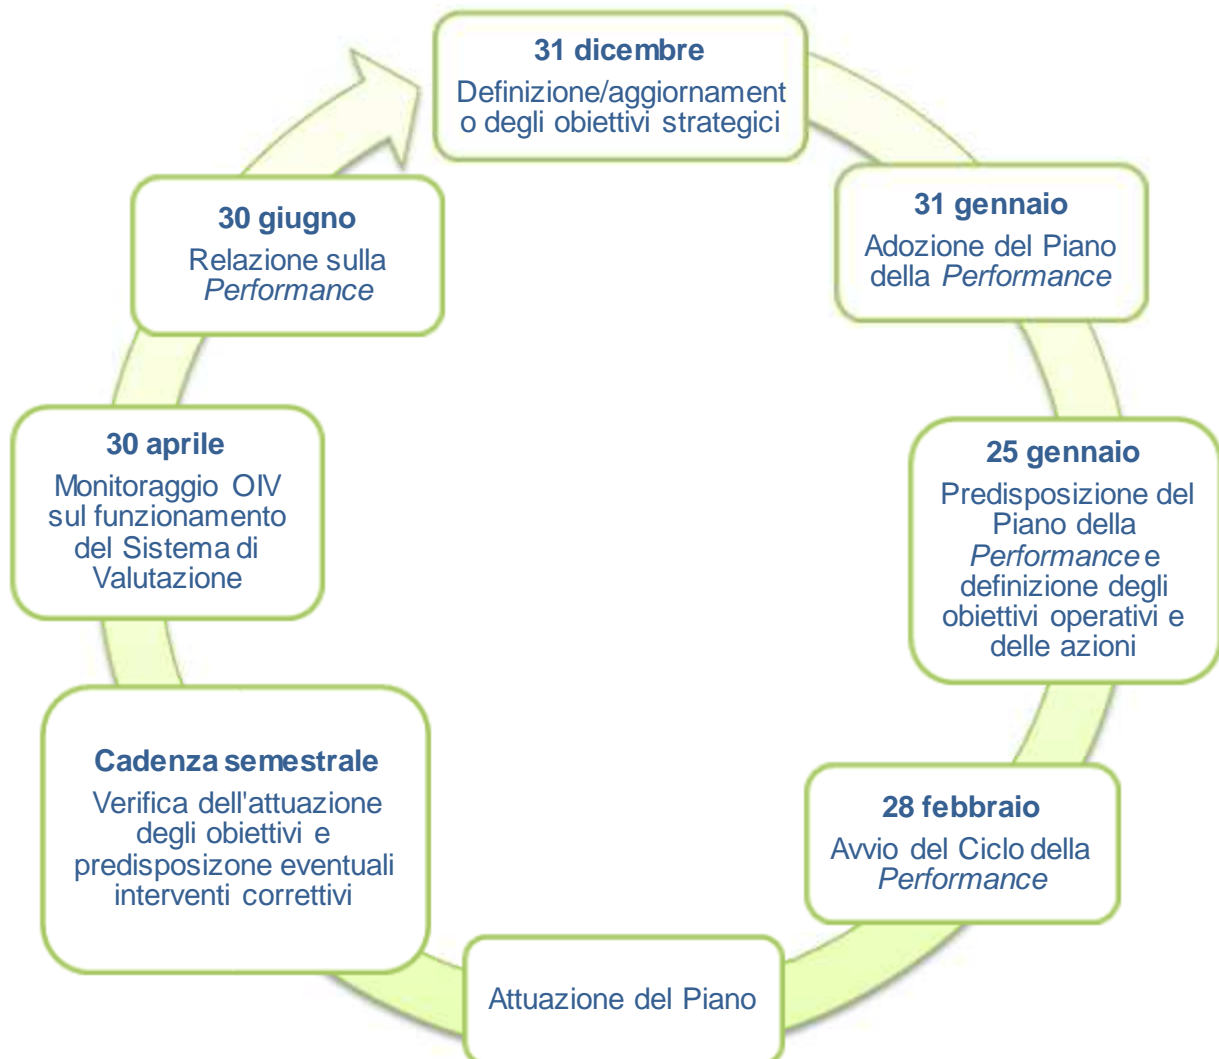 31 dicembre
Definizione/aggiornament
o degli obiettivi strategici
31 gennaio
Adozione del Piano
della Performance
25 gennaio
Predisposizione del
Piano della
Performance e
definizione degli
obiettivi operativi e
delle azioni
28 febbraio
Avvio del Ciclo della
Performance
Attuazione del Piano
Cadenza semestrale
Verifica dell'attuazione
degli obiettivi e
predisposizone eventuali
interventi correttivi
30 aprile
Monitoraggio OIV
sul funzionamento
del Sistema di
Valutazione
30 giugno
Relazione sulla
Performance